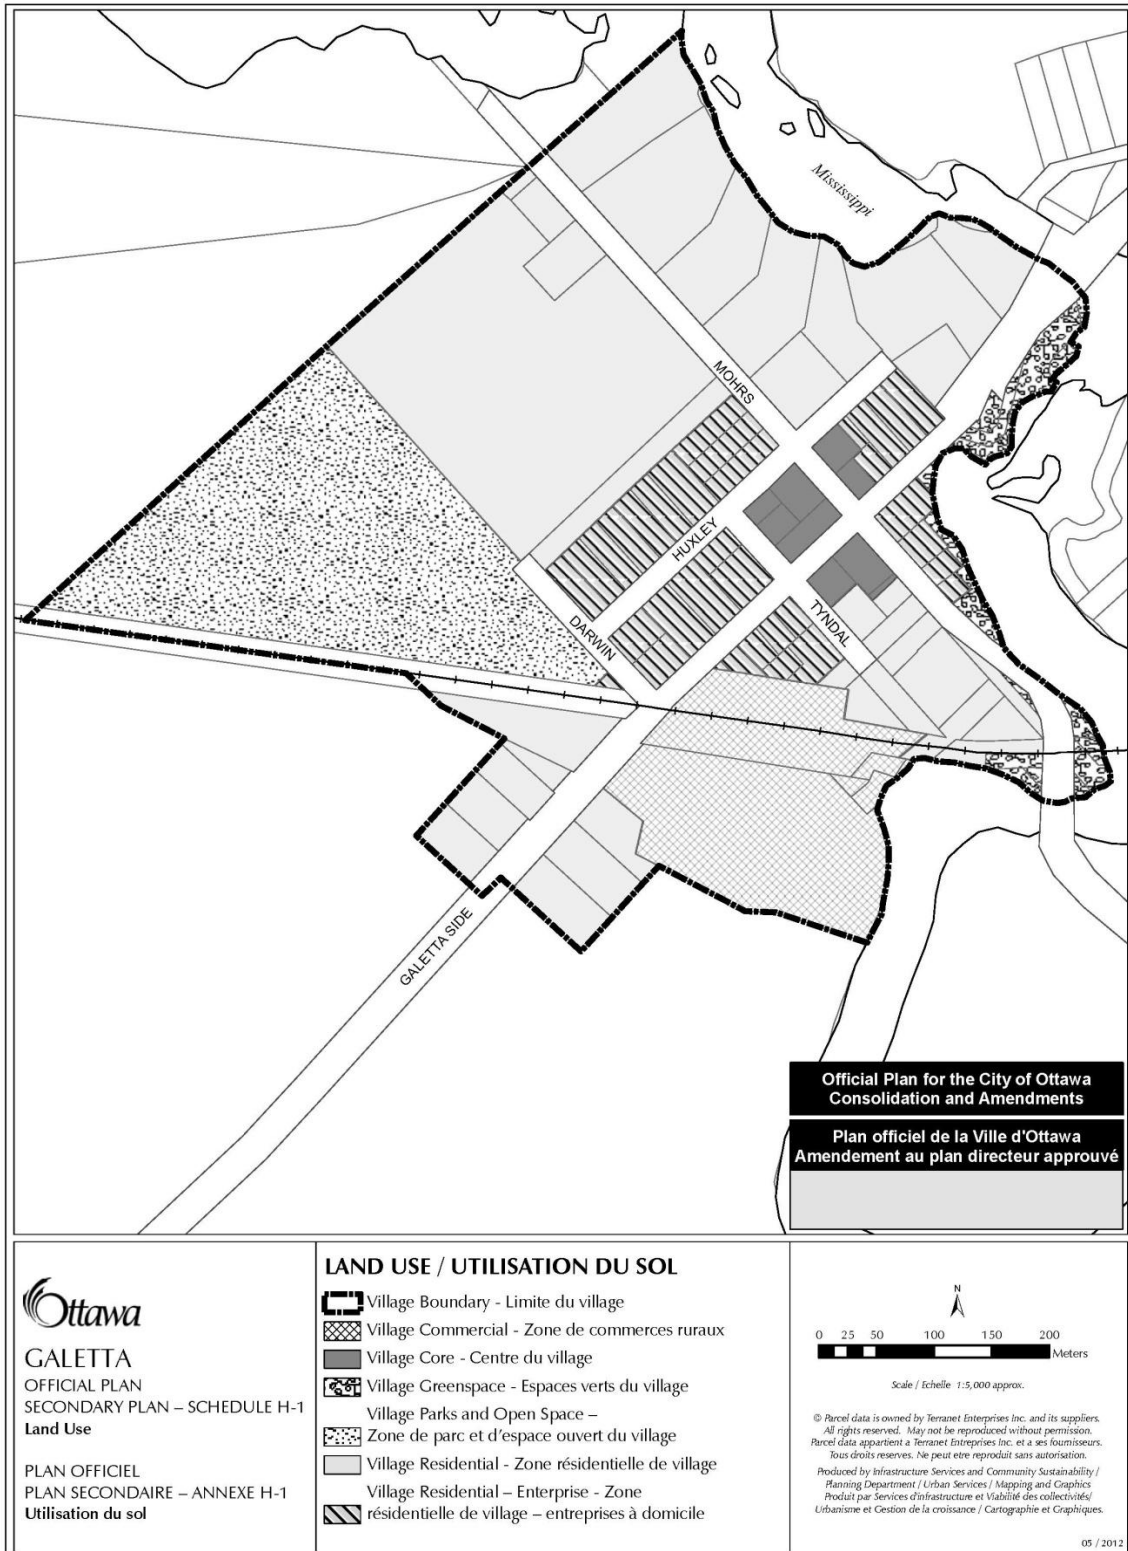 Mississippi
MOHRS
HUXLEY
DARWIN
TYNDAL
GALETTA SIDE
Official Plan for the City of Ottawa
Consolidation and Amendments
Plan officiel de la Ville d'Ottawa
Amendement au plan directeur approuvé
Ottawa
GALETTA
OFFICIAL PLAN
SECONDARY PLAN – SCHEDULE H-1
Land Use
PLAN OFFICIEL
PLAN SECONDAIRE – ANNEXE H-1
Utilisation du sol
LAND USE / UTILISATION DU SOL
Village Boundary - Limite du village
Village Commercial - Zone de commerces ruraux
Village Core - Centre du village
Village Greenspace - Espaces verts du village
Village Parks and Open Space –
Zone de parc et d'espace ouvert du village
Village Residential - Zone résidentielle de village
Village Residential – Enterprise - Zone
résidentielle de village – entreprises à domicile
N
0 25 50 100 150 200
Meters
Scale / Echelle 1:5,000 approx.
© Parcel data is owned by Terranet Enterprises Inc. and its suppliers.
All rights reserved. May not be reproduced without permission.
Parcel data appartient a Terranet Entreprises Inc. et a ses fournisseurs.
Tous droits reserves. Ne peut etre reproduit sans autorisation.
Produced by Infrastructure Services and Community Sustainability /
Planning Department / Urban Services / Mapping and Graphics
Produit par Services d'infrastructure et Viabilité des collectivités/
Urbanisme et Gestion de la croissance / Cartographie et Graphiques.
05 / 2012